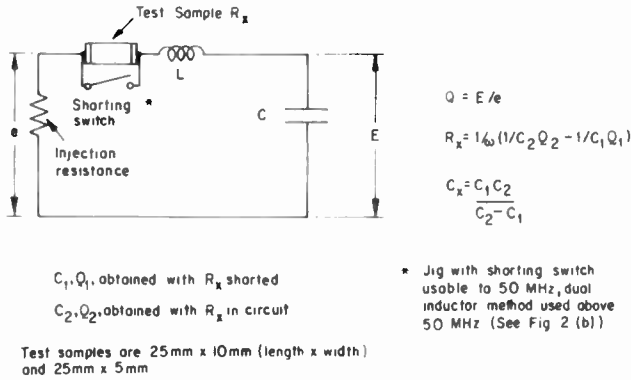 Test Sample Rx
L
Shorting *
switch
e
C
E
Injection
resistance
Q = E/e
Rx = 1/ω (1/C2Q2 - 1/C1Q1)
Cx = C1 C2
C2 - C1
C1,Q1, obtained with Rx shorted
C2,Q2, obtained with Rx in circuit
Test samples are 25mm x 10mm (length x width)
and 25mm x 5mm
* Jig with shorting switch
usable to 50 MHz, dual
inductor method used above
50 MHz (See Fig 2 (b))